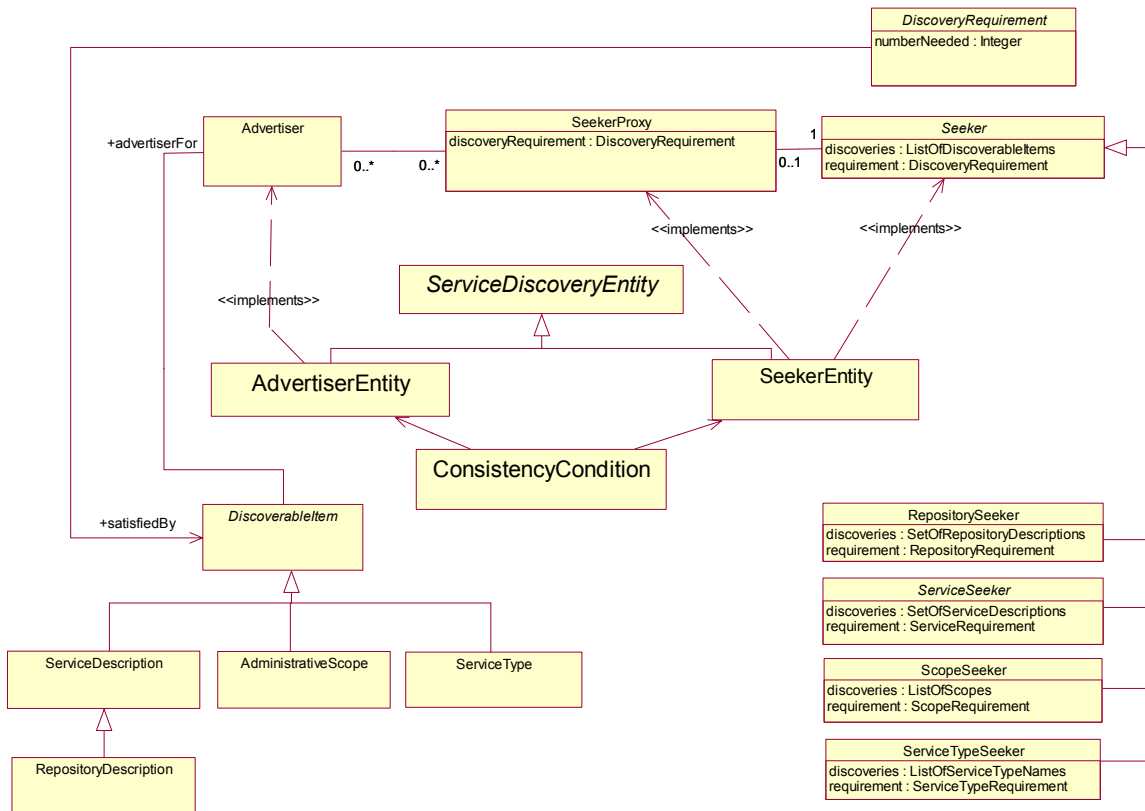 DiscoveryRequirement
numberNeeded : Integer
Advertiser
SeekerProxy
discoveryRequirement : DiscoveryRequirement
Seeker
discoveries : ListOfDiscoverableItems
requirement : DiscoveryRequirement
+advertiserFor
0..*
0..*
0..1
1
<<implements>>
<<implements>>
<<implements>>
ServiceDiscoveryEntity
AdvertiserEntity
SeekerEntity
ConsistencyCondition
+satisfiedBy
DiscoverableItem
RepositorySeeker
discoveries : SetOfRepositoryDescriptions
requirement : RepositoryRequirement
ServiceSeeker
discoveries : SetOfServiceDescriptions
requirement : ServiceRequirement
ServiceDescription
AdministrativeScope
ServiceType
ScopeSeeker
discoveries : ListOfScopes
requirement : ScopeRequirement
RepositoryDescription
ServiceTypeSeeker
discoveries : ListOfServiceTypeNames
requirement : ServiceTypeRequirement